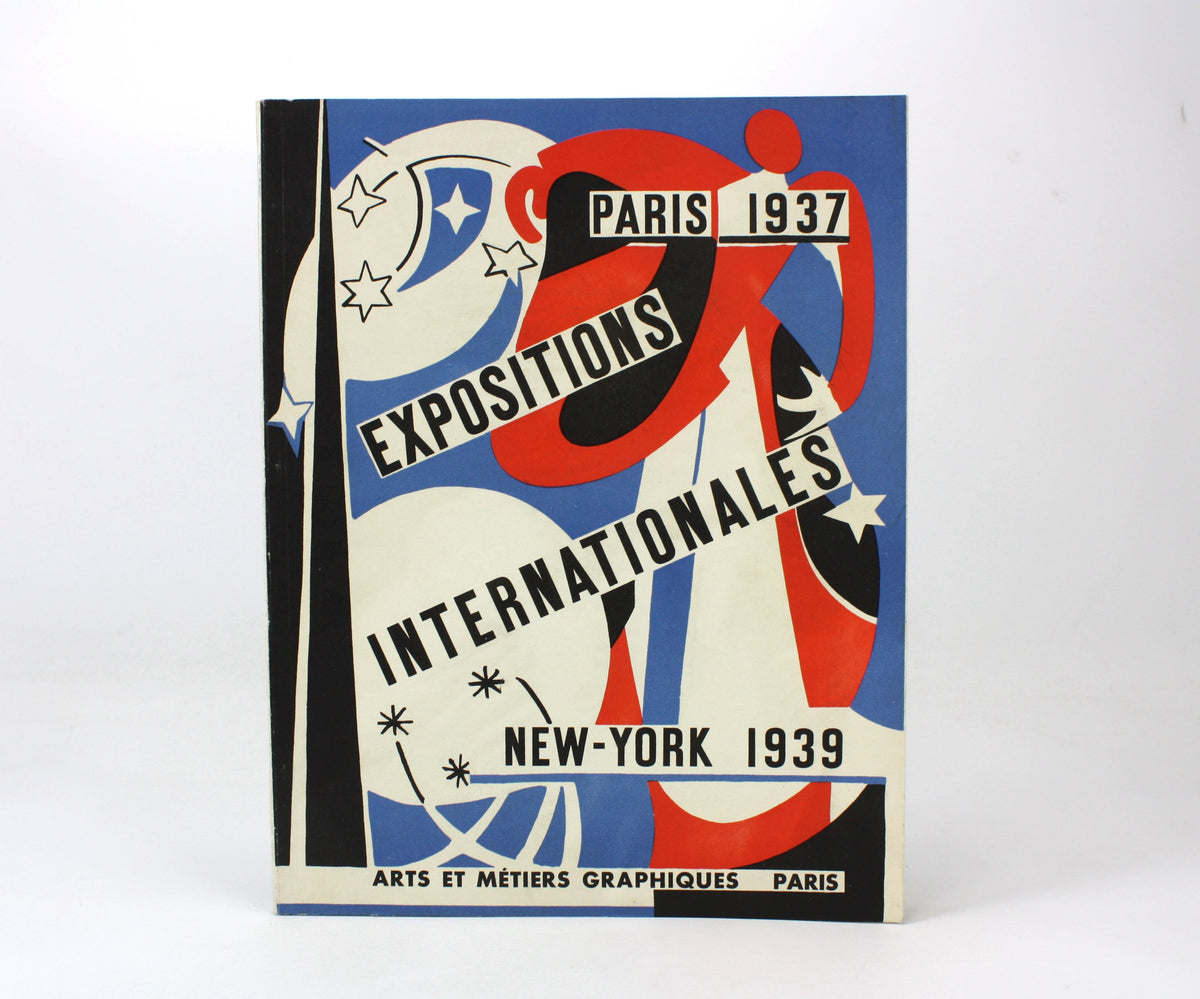 PARIS 1937
EXPOSITIONS
INTERNATIONALES
NEW-YORK 1939
ARTS ET MÉTIERS GRAPHIQUES PARIS